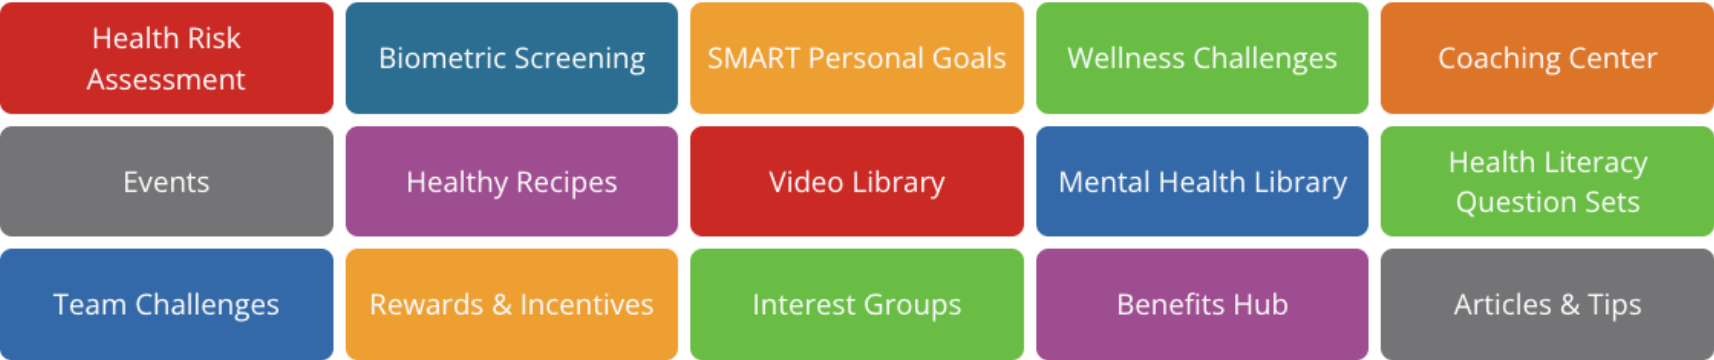 Health Risk
Assessment
Biometric Screening
SMART Personal Goals
Wellness Challenges
Coaching Center
Events
Healthy Recipes
Video Library
Mental Health Library
Health Literacy
Question Sets
Team Challenges
Rewards & Incentives
Interest Groups
Benefits Hub
Articles & Tips